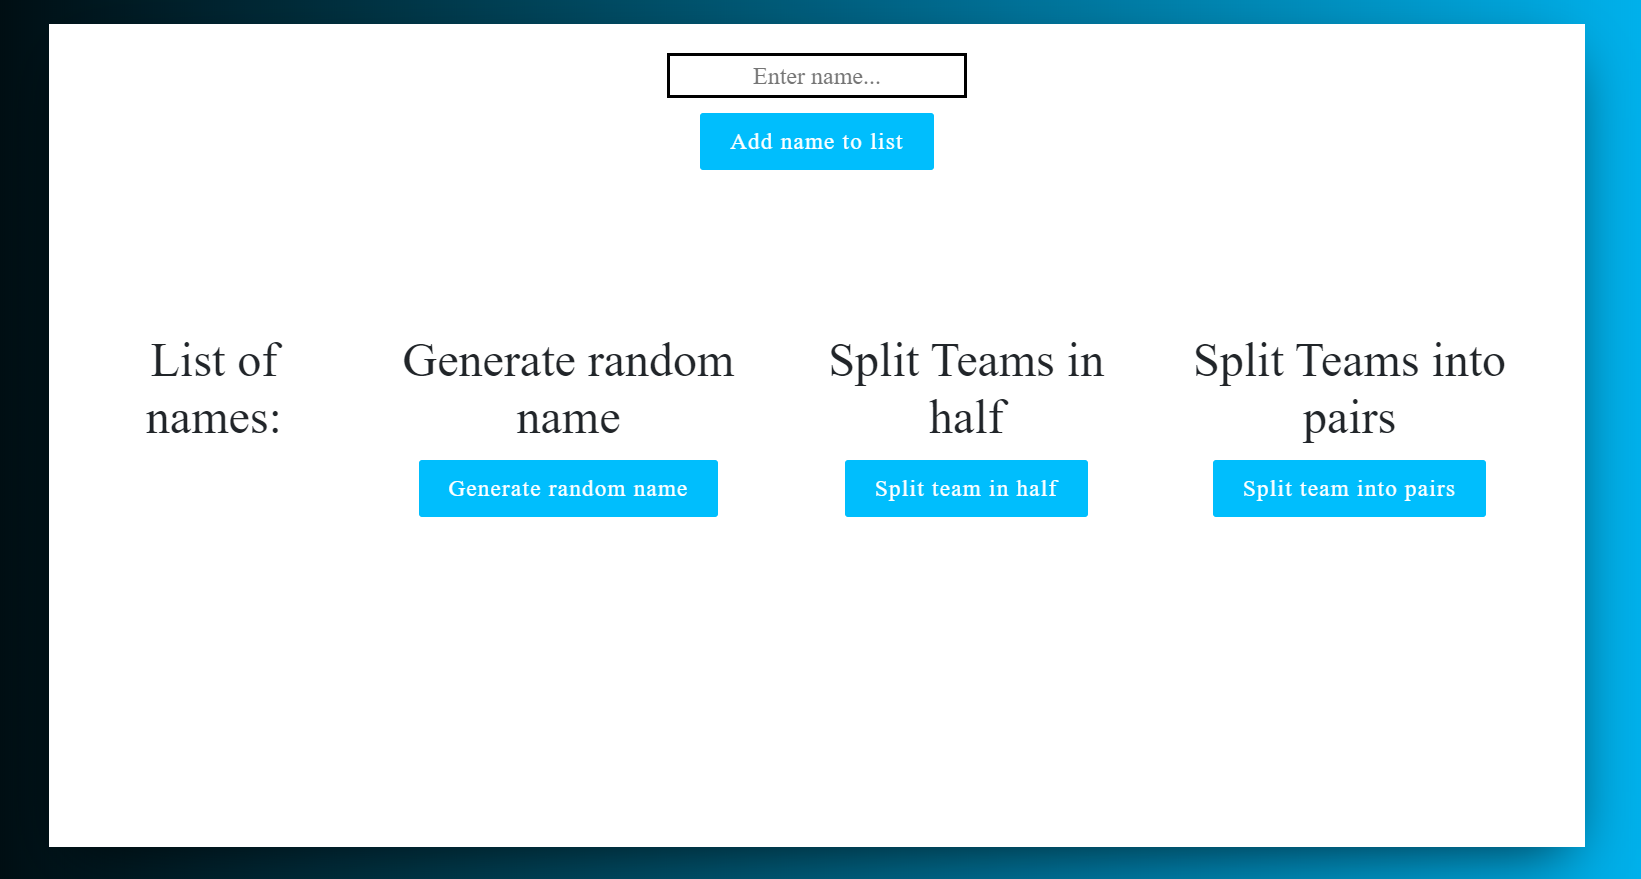 Enter name...
Add name to list
List of
names:
Generate random
name
Generate random name
Split Teams in
half
Split team in half
Split Teams into
pairs
Split team into pairs